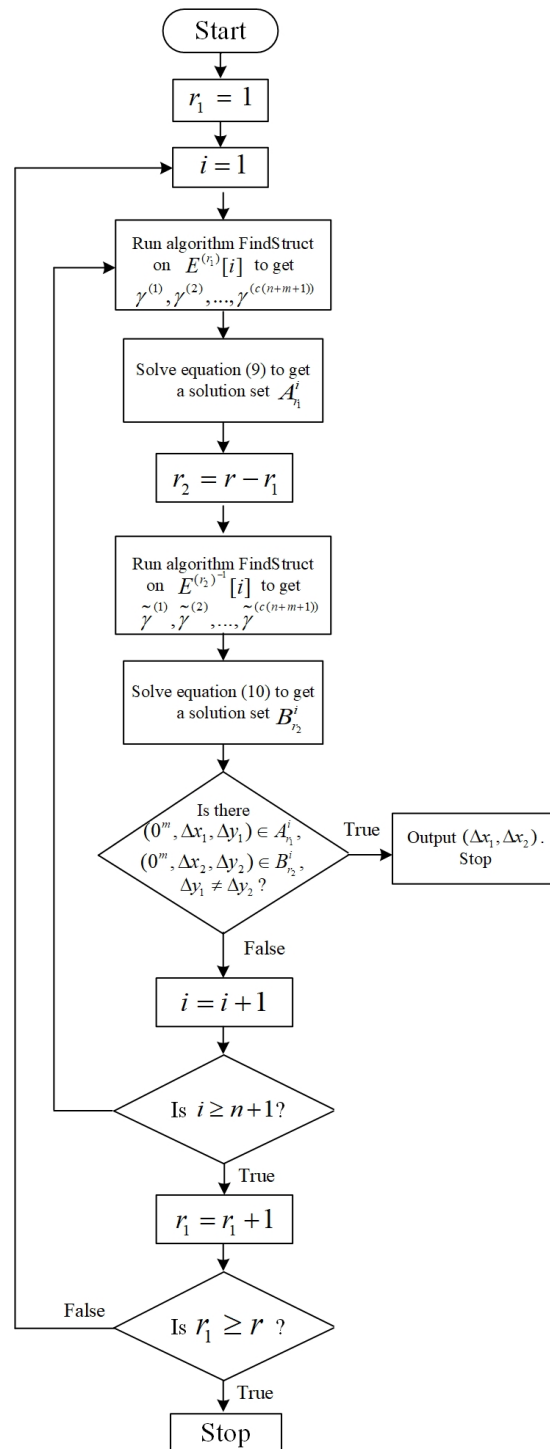 Start
r₁ = 1
i = 1
Run algorithm FindStruct
on E^(r₁)[i] to get
γ^(1), γ^(2), ..., γ^(c(n+m+1))
Solve equation (9) to get
a solution set A^i_{r₁}
r₂ = r − r₁
Run algorithm FindStruct
on E^(r₂)^−1[i] to get
γ̃^(1), γ̃^(2), ..., γ̃^(c(n+m+1))
Solve equation (10) to get
a solution set B^i_{r₂}
Is there
(0^m, Δx₁, Δy₁) ∈ A^i_{r₁},
(0^m, Δx₂, Δy₂) ∈ B^i_{r₂},
Δy₁ ≠ Δy₂ ?
True
Output (Δx₁, Δx₂).
Stop
False
i = i + 1
Is i ≥ n+1?
True
r₁ = r₁ + 1
False
Is r₁ ≥ r ?
True
Stop